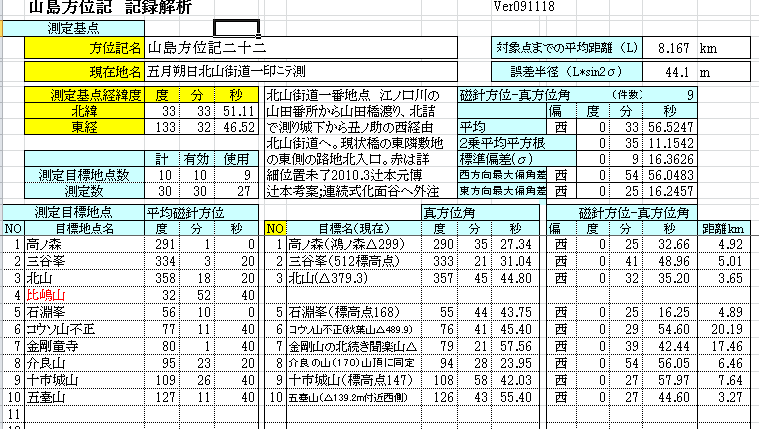 山島方位記 記録解析 Ver091118
測定基点
方位記名 山島方位記二十二 対象点までの平均距離(L) 8.167 km
現在地名 五月朔日北山街道一印ニテ測 誤差半径(L*sin2σ) 44.1 m
測定基点経緯度 度 分 秒
北緯 33 33 51.11
東経 133 32 46.52
計 有効 使用
測定目標地点数 10 10 9
測定数 30 30 27
北山街道一番地点 江ノ口川の
山田番所から山田橋渡り、北詰
で測り城下から丑ノ助の西経由
北山街道へ。現状橋の東隣敷地
の東側の路地北入口。赤は詳
細位置未了2010.3辻本元博
辻本考案;連続式化面谷へ外注
磁針方位-真方位角 (件数) 9
偏 度 分 秒
平均 西 0 33 56.5247
2乗平均平方根 0 35 11.1542
標準偏差(σ) 0 9 16.3626
西方向最大偏角差 西 0 54 56.0483
東方向最大偏角差 西 0 25 16.2457
測定目標地点 平均磁針方位 真方位角 磁針方位-真方位角
NO 目標地点名 度 分 秒 NO 目標名(現在) 度 分 秒 偏 度 分 秒 距離km
1 高ノ森 291 1 0 1 高ノ森(鴻ノ森△299) 290 35 27.34 西 0 25 32.66 4.92
2 三谷峯 334 3 20 2 三谷峯(512標高点) 333 21 31.04 西 0 41 48.96 5.01
3 北山 358 18 20 3 北山(△379.3) 357 45 44.80 西 0 32 35.20 3.65
4 比嶋山 32 52 40
5 石淵峯 56 10 0 5 石淵峯(標高点168) 55 44 43.75 西 0 25 16.25 4.89
6 コウソ山不正 77 11 40 6 コウソ山不正(秋葉山△489.9) 76 41 45.40 西 0 29 54.60 20.19
7 金剛童寺 80 1 40 7 金剛山の北続き聞楽山△ 79 21 57.56 西 0 39 42.44 17.46
8 介良山 95 23 20 8 介良の山(170)山頂に同定 94 28 23.95 西 0 54 56.05 6.46
9 十市城山 109 26 40 9 十市城山(標高点147) 108 58 42.03 西 0 27 57.97 7.64
10 五臺山 127 11 40 10 五臺山(△139.2m付近西側) 126 43 55.40 西 0 27 44.60 3.27
11